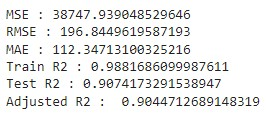 MSE : 38747.939048529646
RMSE : 196.8449619587193
MAE : 112.34713100325216
Train R2 : 0.9881686099987611
Test R2 : 0.9074173291538947
Adjusted R2 :  0.9044712689148319